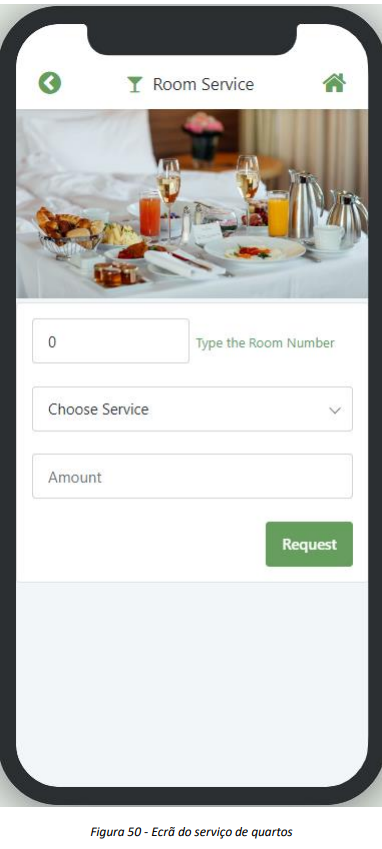 Room Service
0
Type the Room Number
Choose Service
Amount
Request
Figura 50 - Ecrã do serviço de quartos